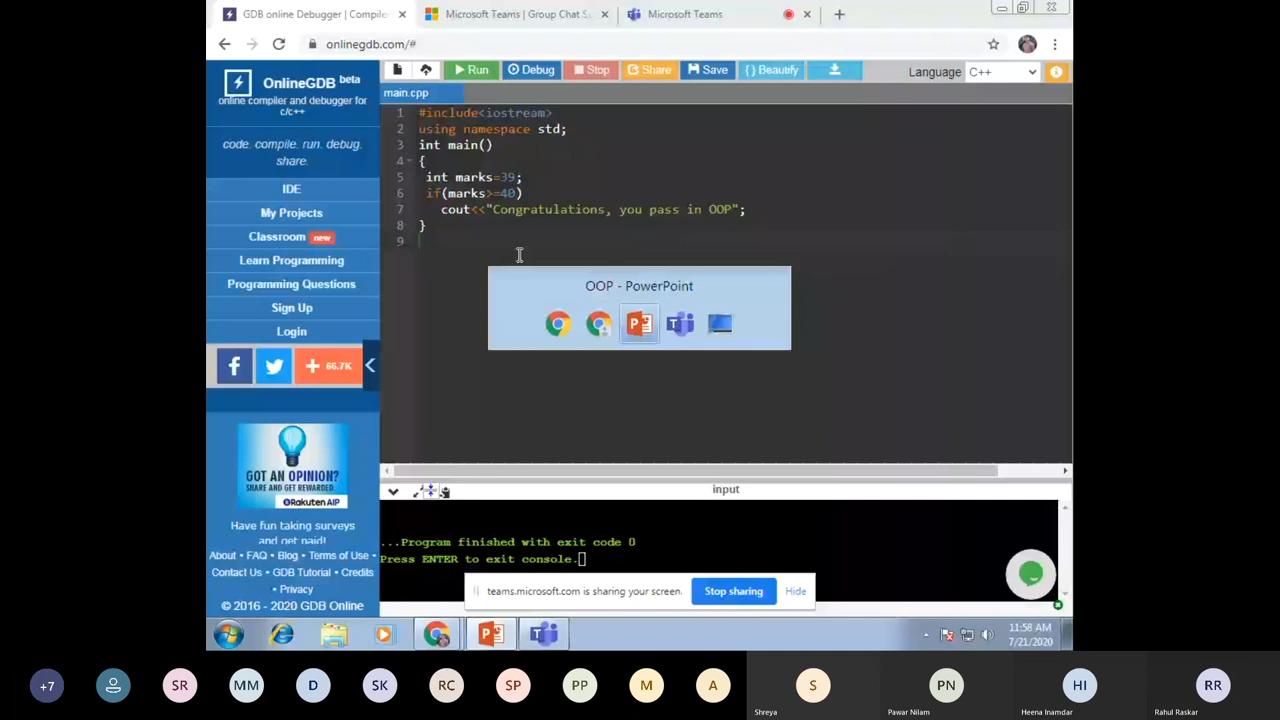 GDB online Debugger | Compile
Microsoft Teams | Group Chat S
Microsoft Teams
onlinegdb.com/#
OnlineGDB beta
online compiler and debugger for
c/c++
code. compile. run. debug.
share.
IDE
My Projects
Classroom new
Learn Programming
Programming Questions
Sign Up
Login
66.7K
GOT AN OPINION?
SHARE AND GET REWARDED.
Rakuten AIP
Have fun taking surveys
and get paid!
About • FAQ • Blog • Terms of Use •
Contact Us • GDB Tutorial • Credits
• Privacy
© 2016 - 2020 GDB Online
Run
Debug
Stop
Share
Save
{ } Beautify
Language C++
main.cpp
1 #include<iostream>
2 using namespace std;
3 int main()
4 {
5 int marks=39;
6 if(marks>=40)
7 cout<<"Congratulations, you pass in OOP";
8 }
9
OOP - PowerPoint
input
...Program finished with exit code 0
Press ENTER to exit console.
teams.microsoft.com is sharing your screen.
Stop sharing
Hide
11:58 AM
7/21/2020
+7
SR
MM
D
SK
RC
SP
PP
M
A
S
Shreya
PN
Pawar Nilam
HI
Heena Inamdar
RR
Rahul Raskar